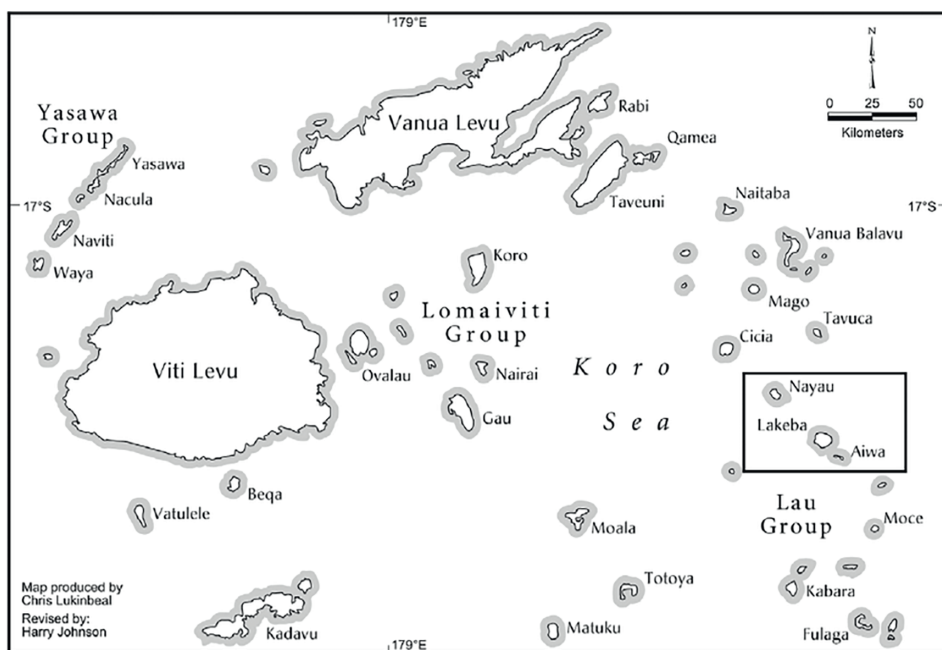 179°E
N
S
0 25 50
Kilometers
Yasawa
Group
Vanua Levu
Rabi
Qamea
Yasawa
Nacula
Taveuni
Naitaba
17°S
17°S
Naviti
Vanua Balavu
Waya
Koro
Mago
Lomaiviti
Group
Tavuca
Cicia
Viti Levu
Ovalau
Nairai
Koro
Sea
Nayau
Gau
Lakeba
Aiwa
Beqa
Vatulele
Lau
Group
Moce
Moala
Map produced by
Chris Lukinbeal
Revised by:
Harry Johnson
Totoya
Kabara
Kadavu
Matuku
Fulaga
179°E